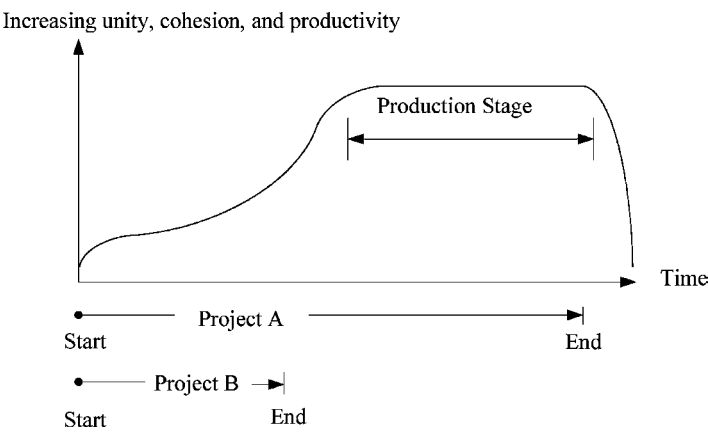 Increasing unity, cohesion, and productivity
Production Stage
Time
Project A
Start
End
Project B
End
Start